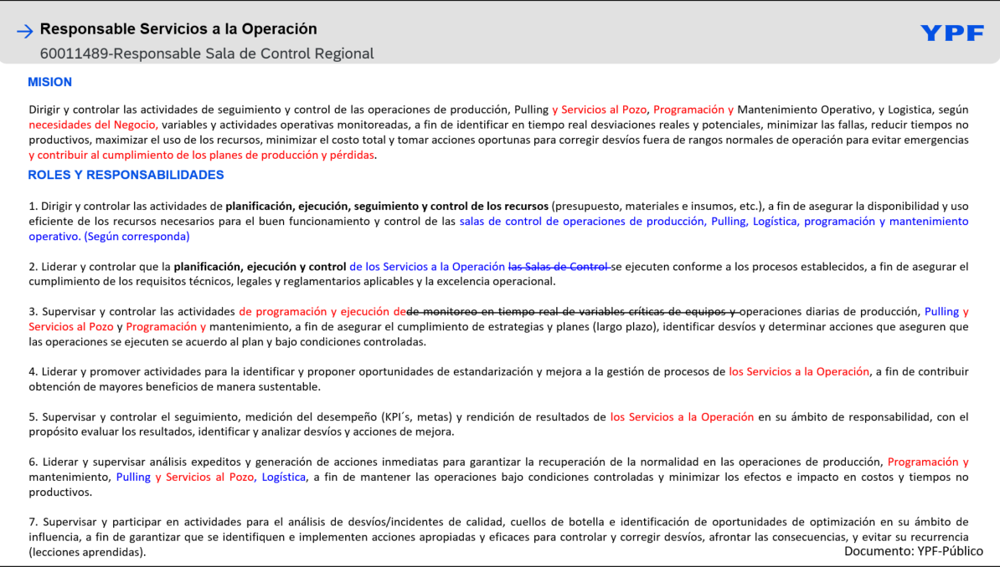 Responsable Servicios a la Operación
YPF
60011489-Responsable Sala de Control Regional
MISION
Dirigir y controlar las actividades de seguimiento y control de las operaciones de producción, Pulling y Servicios al Pozo, Programación y Mantenimiento Operativo, y Logistica, según
necesidades del Negocio, variables y actividades operativas monitoreadas, a fin de identificar en tiempo real desviaciones reales y potenciales, minimizar las fallas, reducir tiempos no
productivos, maximizar el uso de los recursos, minimizar el costo total y tomar acciones oportunas para corregir desvíos fuera de rangos normales de operación para evitar emergencias
y contribuir al cumplimiento de los planes de producción y pérdidas.
ROLES Y RESPONSABILIDADES
1. Dirigir y controlar las actividades de planificación, ejecución, seguimiento y control de los recursos (presupuesto, materiales e insumos, etc.), a fin de asegurar la disponibilidad y uso
eficiente de los recursos necesarios para el buen funcionamiento y control de las salas de control de operaciones de producción, Pulling, Logística, programación y mantenimiento
operativo. (Según corresponda)
2. Liderar y controlar que la planificación, ejecución y control de los Servicios a la Operación las Salas de Control se ejecuten conforme a los procesos establecidos, a fin de asegurar el
cumplimiento de los requisitos técnicos, legales y reglamentarios aplicables y la excelencia operacional.
3. Supervisar y controlar las actividades de programación y ejecución dede monitoreo en tiempo real de variables críticas de equipos y operaciones diarias de producción, Pulling y
Servicios al Pozo y Programación y mantenimiento, a fin de asegurar el cumplimiento de estrategias y planes (largo plazo), identificar desvíos y determinar acciones que aseguren que
las operaciones se ejecuten se acuerdo al plan y bajo condiciones controladas.
4. Liderar y promover actividades para la identificar y proponer oportunidades de estandarización y mejora a la gestión de procesos de los Servicios a la Operación, a fin de contribuir
obtención de mayores beneficios de manera sustentable.
5. Supervisar y controlar el seguimiento, medición del desempeño (KPI´s, metas) y rendición de resultados de los Servicios a la Operación en su ámbito de responsabilidad, con el
propósito evaluar los resultados, identificar y analizar desvíos y acciones de mejora.
6. Liderar y supervisar análisis expeditos y generación de acciones inmediatas para garantizar la recuperación de la normalidad en las operaciones de producción, Programación y
mantenimiento, Pulling y Servicios al Pozo, Logística, a fin de mantener las operaciones bajo condiciones controladas y minimizar los efectos e impacto en costos y tiempos no
productivos.
7. Supervisar y participar en actividades para el análisis de desvíos/incidentes de calidad, cuellos de botella e identificación de oportunidades de optimización en su ámbito de
influencia, a fin de garantizar que se identifiquen e implementen acciones apropiadas y eficaces para controlar y corregir desvíos, afrontar las consecuencias, y evitar su recurrencia
(lecciones aprendidas).
Documento: YPF-Público